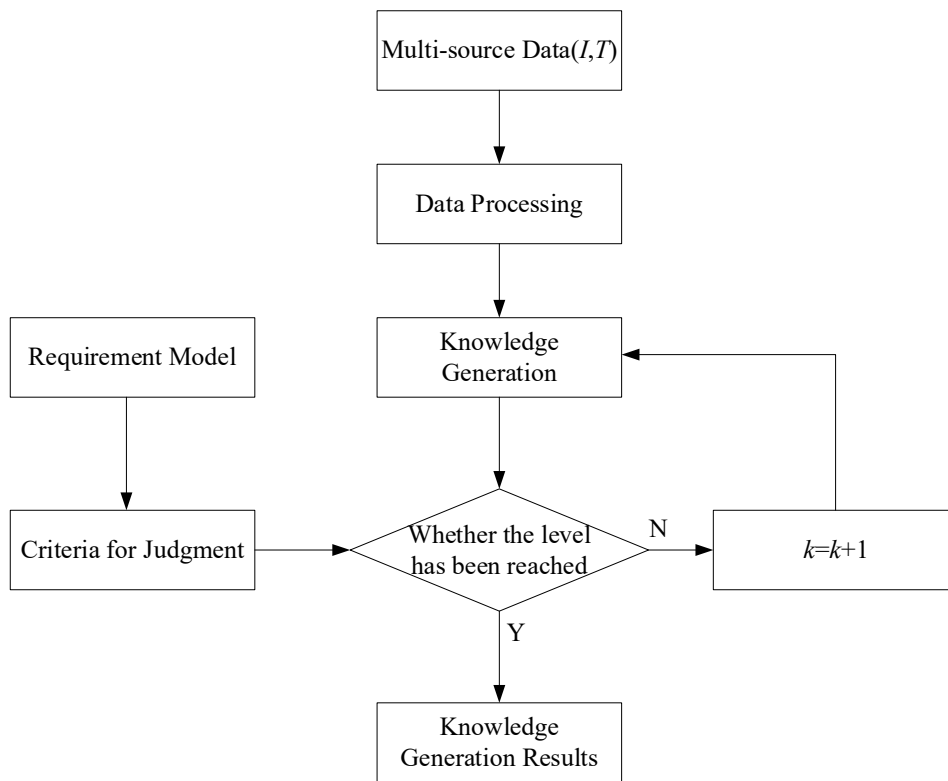 Multi-source Data(I,T)
Data Processing
Knowledge
Generation
Requirement Model
Criteria for Judgment
Whether the level
has been reached
N
k=k+1
Y
Knowledge
Generation Results